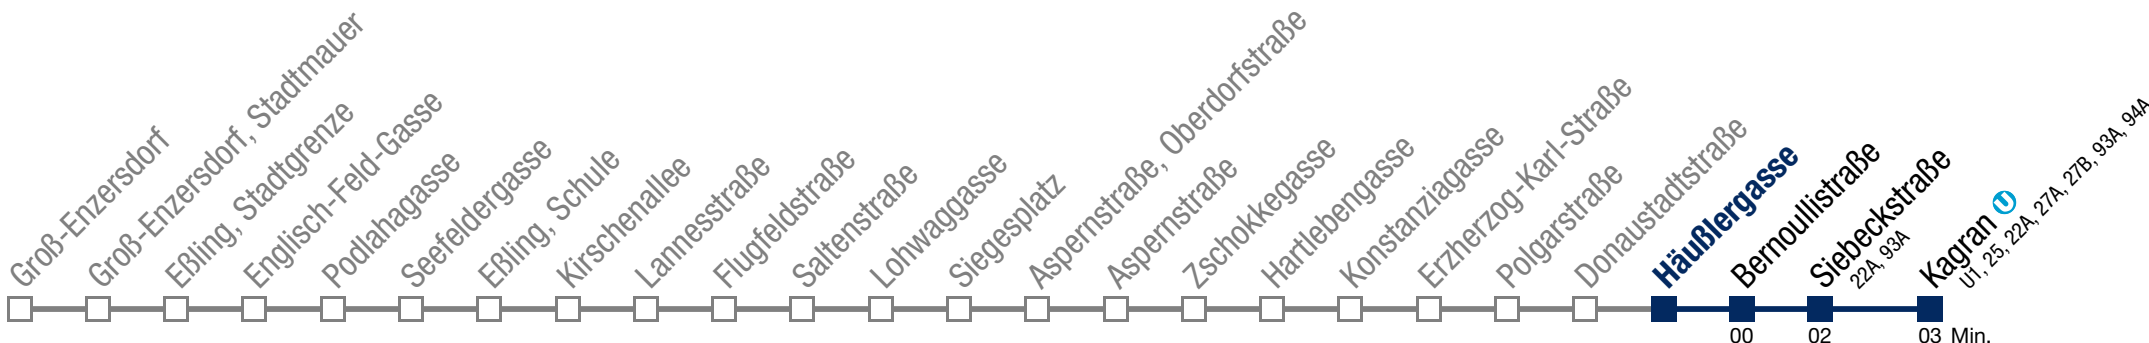 Groß-Enzersdorf
Groß-Enzersdorf, Stadtmauer
Eßling, Stadtgrenze
Englisch-Feld-Gasse
Podlahagasse
Seefeldergasse
Eßling, Schule
Kirschenallee
Lannesstraße
Flugfeldstraße
Saltenstraße
Lohwaggasse
Siegesplatz
Aspernstraße, Oberdorfstraße
Aspernstraße
Zschokkegasse
Hartlebengasse
Konstanziagasse
Erzherzog-Karl-Straße
Polgarstraße
Donaustadtstraße
Häußlergasse
Bernoullistraße
Siebeckstraße
22A, 93A
Kagran U
U1, 25, 22A, 27A, 27B, 93A, 94A
00 02 03 Min.